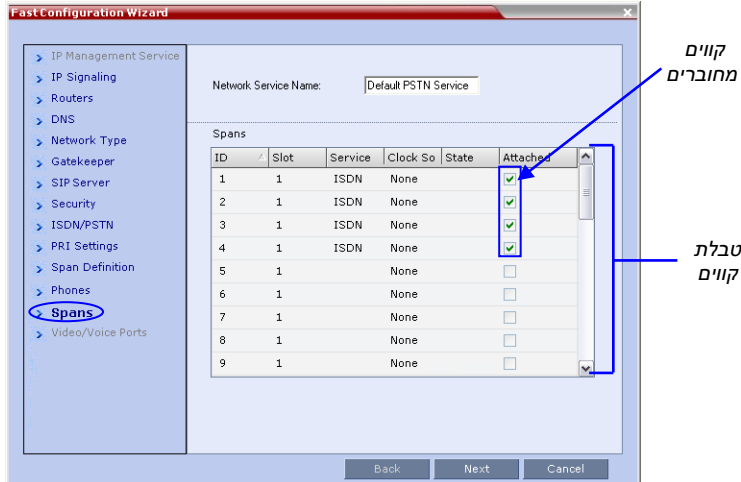 Fast Configuration Wizard
IP Management Service
IP Signaling
Routers
DNS
Network Type
Gatekeeper
SIP Server
Security
ISDN/PSTN
PRI Settings
Span Definition
Phones
Spans
Video/Voice Ports
Network Service Name: Default PSTN Service
Spans
ID Slot Service Clock So State Attached
1 1 ISDN None
2 1 ISDN None
3 1 ISDN None
4 1 ISDN None
5 1 None
6 1 None
7 1 None
8 1 None
9 1 None
Back Next Cancel
קווים
מחוברים
טבלת
קווים